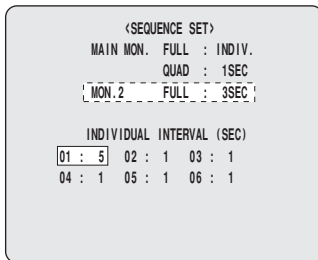 <SEQUENCE SET>
MAIN MON. FULL : INDIV.
QUAD : 1SEC
MON.2 FULL : 3SEC
INDIVIDUAL INTERVAL (SEC)
01 : 5 02 : 1 03 : 1
04 : 1 05 : 1 06 : 1